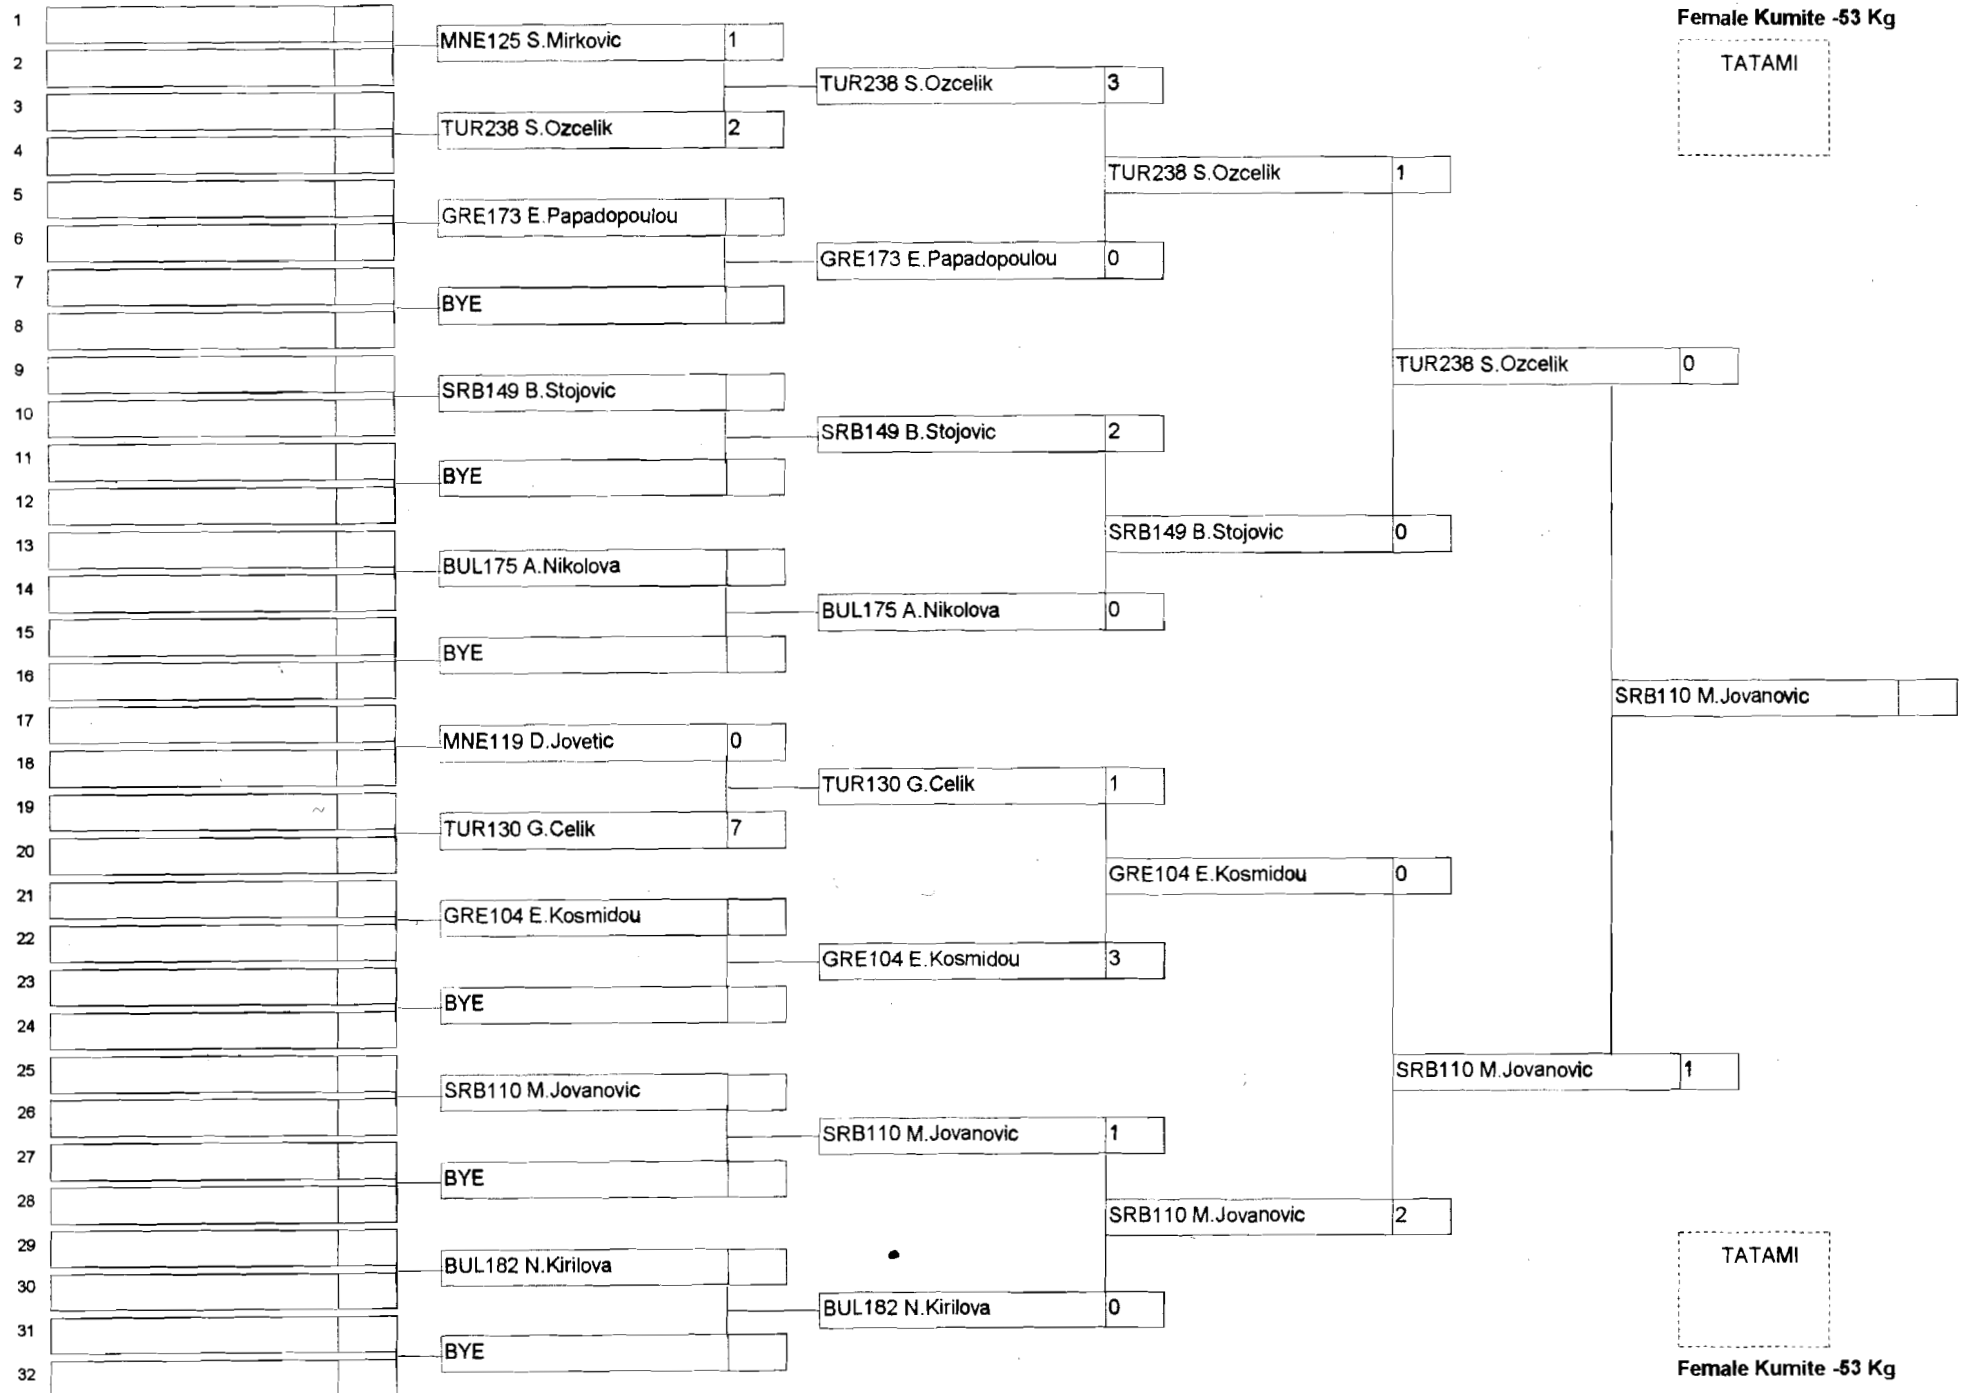 Female Kumite -53 Kg
TATAMI
1
2
3
4
5
6
7
8
9
10
11
12
13
14
15
16
17
18
19
20
21
22
23
24
25
26
27
28
29
30
31
32
MNE125 S.Mirkovic 1
TUR238 S.Ozcelik 2
GRE173 E.Papadopoulou
BYE
SRB149 B.Stojovic
BYE
BUL175 A.Nikolova
BYE
MNE119 D.Jovetic 0
TUR130 G.Celik 7
GRE104 E.Kosmidou
BYE
SRB110 M.Jovanovic
BYE
BUL182 N.Kirilova
BYE
TUR238 S.Ozcelik 3
GRE173 E.Papadopoulou 0
SRB149 B.Stojovic 2
BUL175 A.Nikolova 0
TUR130 G.Celik 1
GRE104 E.Kosmidou 3
SRB110 M.Jovanovic 1
BUL182 N.Kirilova 0
TUR238 S.Ozcelik 1
SRB149 B.Stojovic 0
GRE104 E.Kosmidou 0
SRB110 M.Jovanovic 2
TUR238 S.Ozcelik 0
SRB110 M.Jovanovic 1
SRB110 M.Jovanovic
TATAMI
Female Kumite -53 Kg